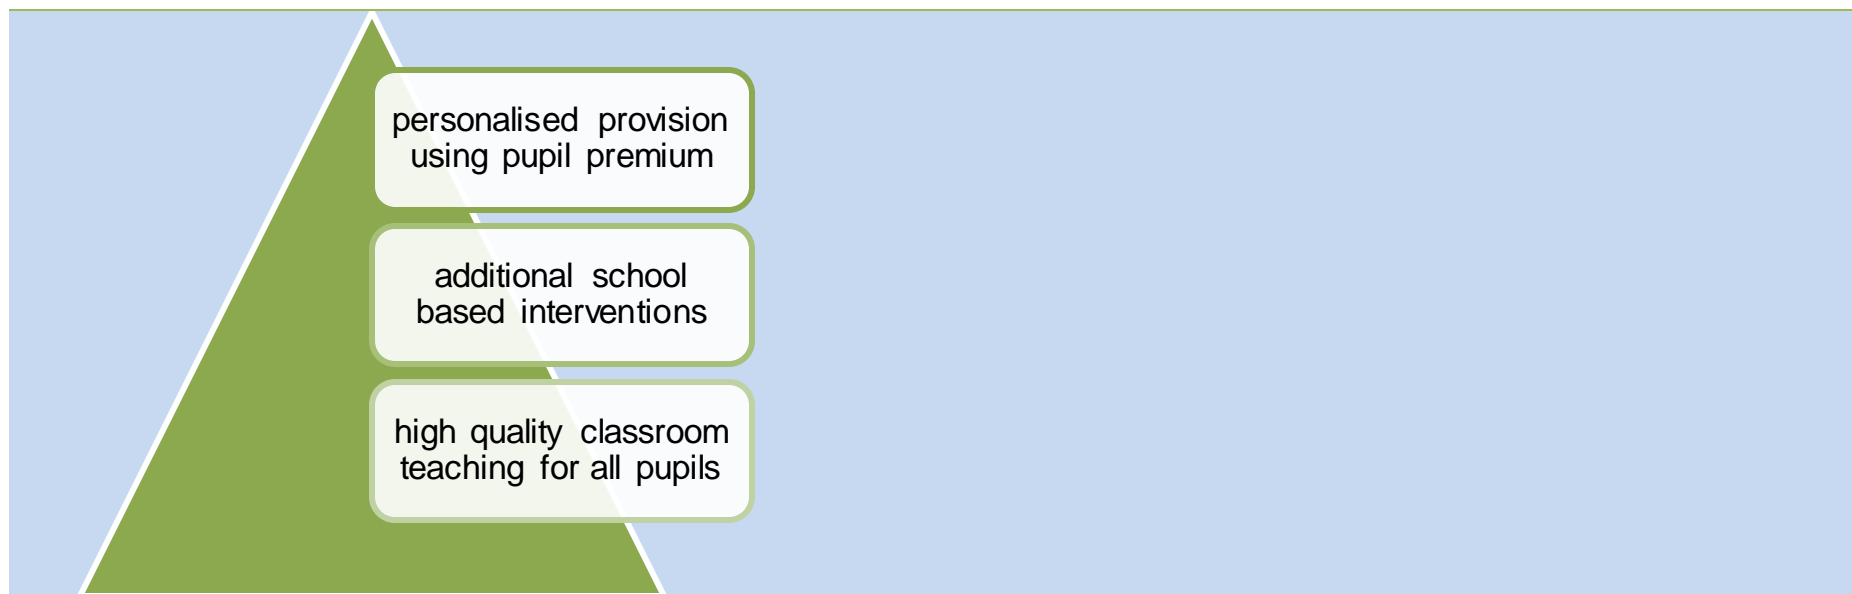 personalised provision
using pupil premium
additional school
based interventions
high quality classroom
teaching for all pupils